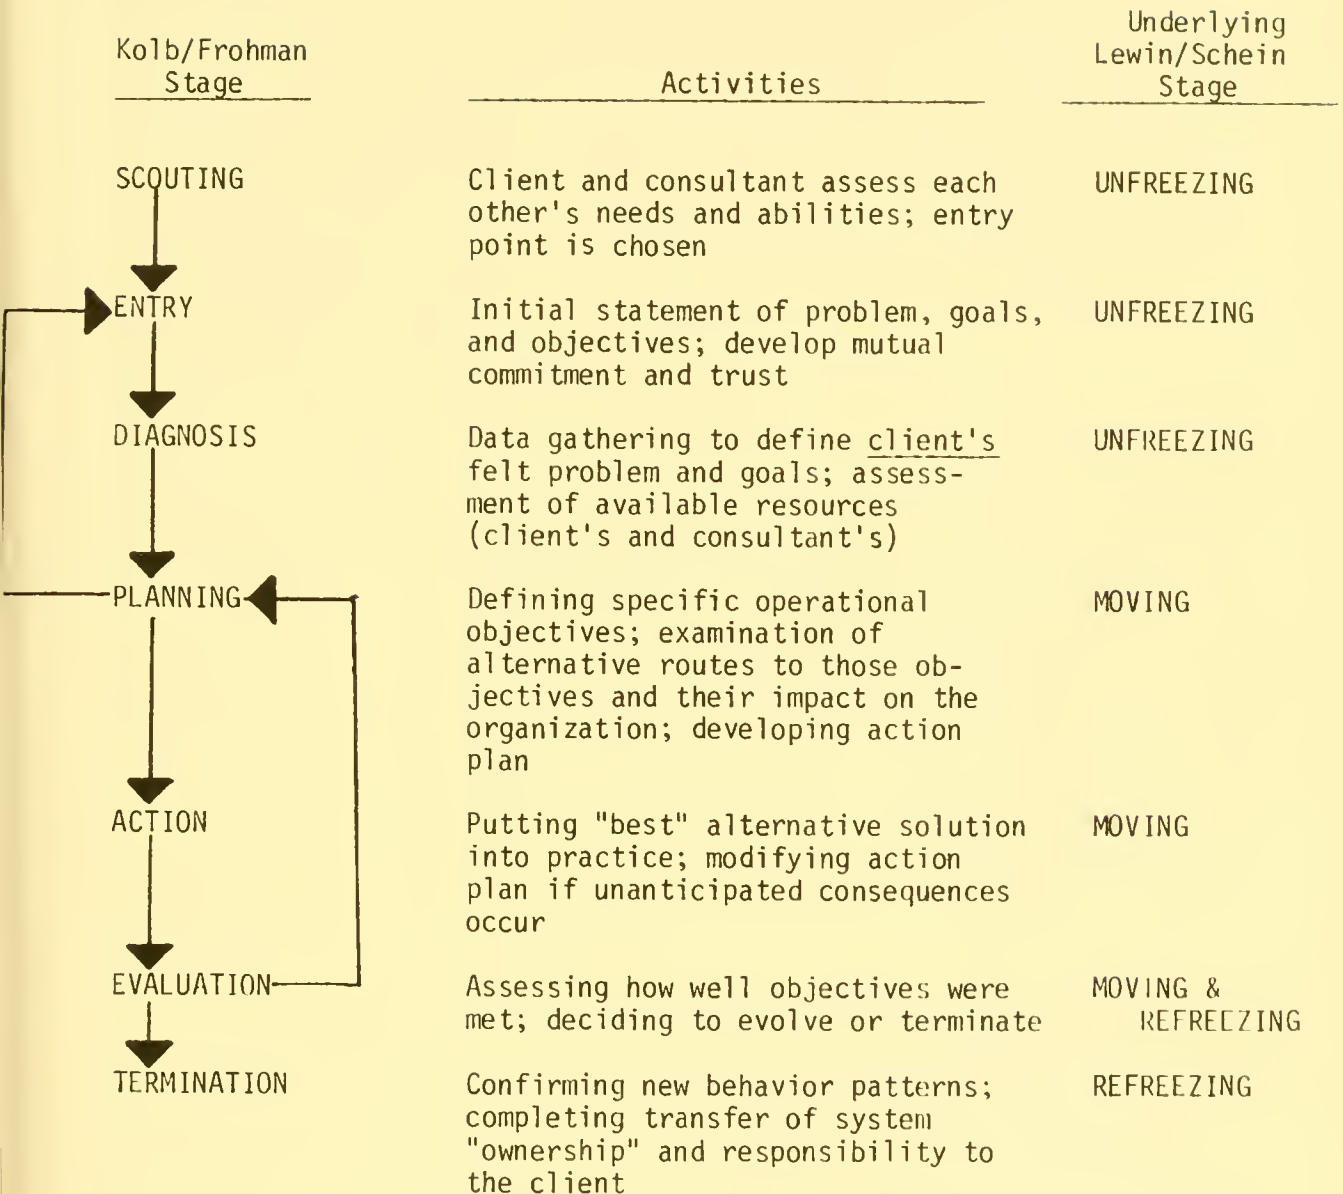 Kolb/Frohman
Stage
Activities
Underlying
Lewin/Schein
Stage
SCOUTING
Client and consultant assess each
other's needs and abilities; entry
point is chosen
UNFREEZING
ENTRY
Initial statement of problem, goals,
and objectives; develop mutual
commitment and trust
UNFREEZING
DIAGNOSIS
Data gathering to define client's
felt problem and goals; assess-
ment of available resources
(client's and consultant's)
UNFREEZING
PLANNING
Defining specific operational
objectives; examination of
alternative routes to those ob-
jectives and their impact on the
organization; developing action
plan
MOVING
ACTION
Putting "best" alternative solution
into practice; modifying action
plan if unanticipated consequences
occur
MOVING
EVALUATION
Assessing how well objectives were
met; deciding to evolve or terminate
MOVING &
REFREEZING
TERMINATION
Confirming new behavior patterns;
completing transfer of system
"ownership" and responsibility to
the client
REFREEZING